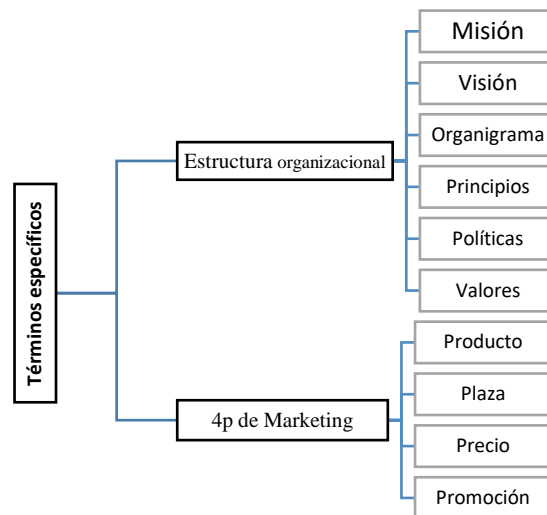 Términos específicos
Estructura organizacional
Misión
Visión
Organigrama
Principios
Políticas
Valores
4p de Marketing
Producto
Plaza
Precio
Promoción